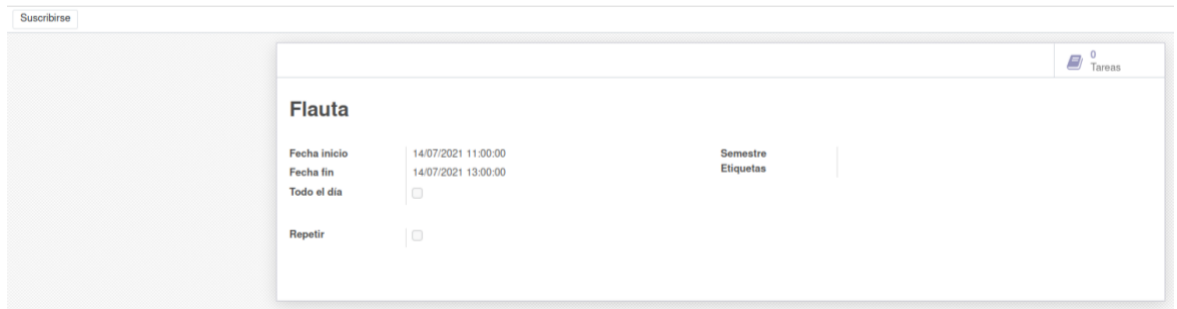 Suscribirse
0
Tareas
Flauta
Fecha inicio 14/07/2021 11:00:00
Fecha fin 14/07/2021 13:00:00
Todo el día
Repetir
Semestre
Etiquetas